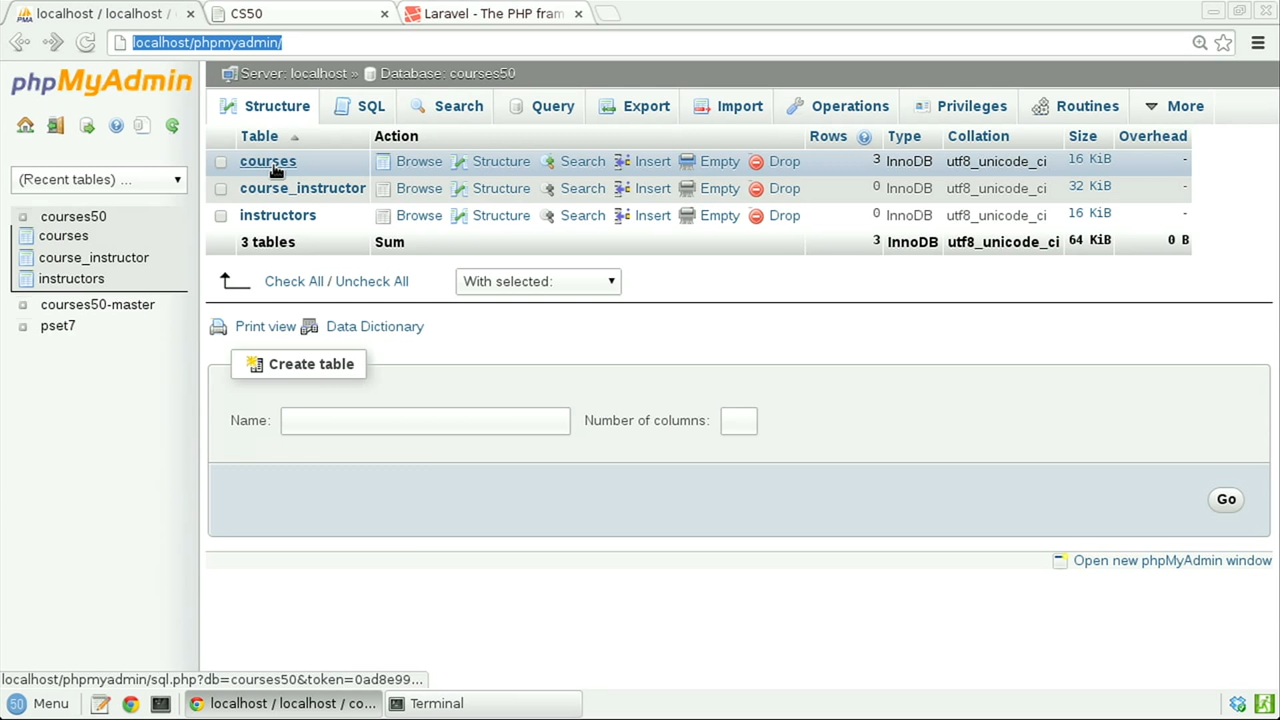 localhost / localhost / c
CS50
Laravel - The PHP fram
localhost/phpmyadmin/
phpMyAdmin
(Recent tables) ...
courses50
courses
course_instructor
instructors
courses50-master
pset7
Server: localhost » Database: courses50
Structure SQL Search Query Export Import Operations Privileges Routines More
Table Action Rows Type Collation Size Overhead
courses Browse Structure Search Insert Empty Drop 3 InnoDB utf8_unicode_ci 16 KiB -
course_instructor Browse Structure Search Insert Empty Drop 0 InnoDB utf8_unicode_ci 32 KiB -
instructors Browse Structure Search Insert Empty Drop 0 InnoDB utf8_unicode_ci 16 KiB -
3 tables Sum 3 InnoDB utf8_unicode_ci 64 KiB 0 B
Check All / Uncheck All With selected:
Print view Data Dictionary
Create table
Name: Number of columns:
Go
Open new phpMyAdmin window
localhost/phpmyadmin/sql.php?db=courses50&token=0ad8e99...
50 Menu localhost / localhost / co... Terminal